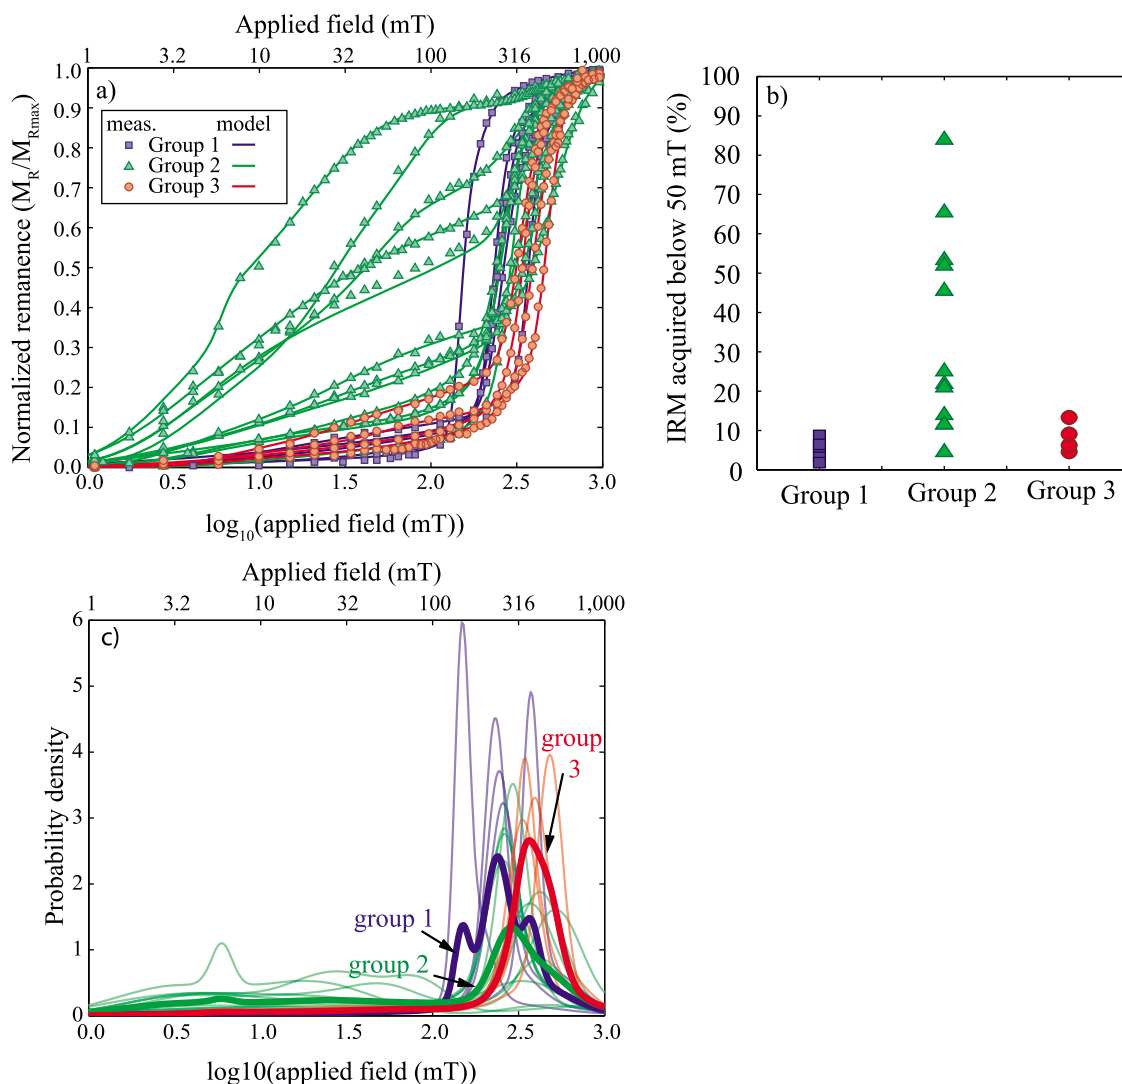 Applied field (mT)
1 3.2 10 32 100 316 1,000
a)
meas. model
Group 1
Group 2
Group 3
Normalized remanence (M_R/M_Rmax)
1.0
0.9
0.8
0.7
0.6
0.5
0.4
0.3
0.2
0.1
0.0
0.0 0.5 1.0 1.5 2.0 2.5 3.0
log10(applied field (mT))
b)
IRM acquired below 50 mT (%)
100
90
80
70
60
50
40
30
20
10
0
Group 1 Group 2 Group 3
Applied field (mT)
1 3.2 10 32 100 316 1,000
c)
Probability density
6
5
4
3
2
1
0
group
3
group 1
group 2
0.0 0.5 1.0 1.5 2.0 2.5 3.0
log10(applied field (mT))